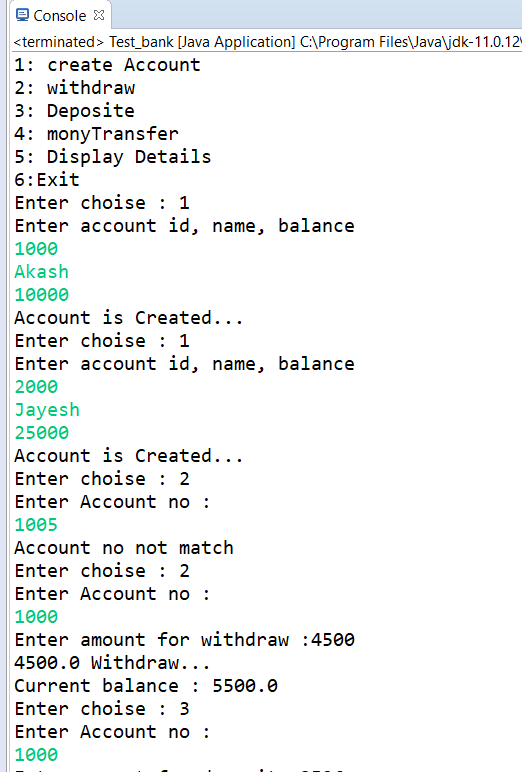 Console
<terminated> Test_bank [Java Application] C:\Program Files\Java\jdk-11.0.12\
1: create Account
2: withdraw
3: Deposite
4: monyTransfer
5: Display Details
6:Exit
Enter choise : 1
Enter account id, name, balance
1000
Akash
10000
Account is Created...
Enter choise : 1
Enter account id, name, balance
2000
Jayesh
25000
Account is Created...
Enter choise : 2
Enter Account no :
1005
Account no not match
Enter choise : 2
Enter Account no :
1000
Enter amount for withdraw :4500
4500.0 Withdraw...
Current balance : 5500.0
Enter choise : 3
Enter Account no :
1000